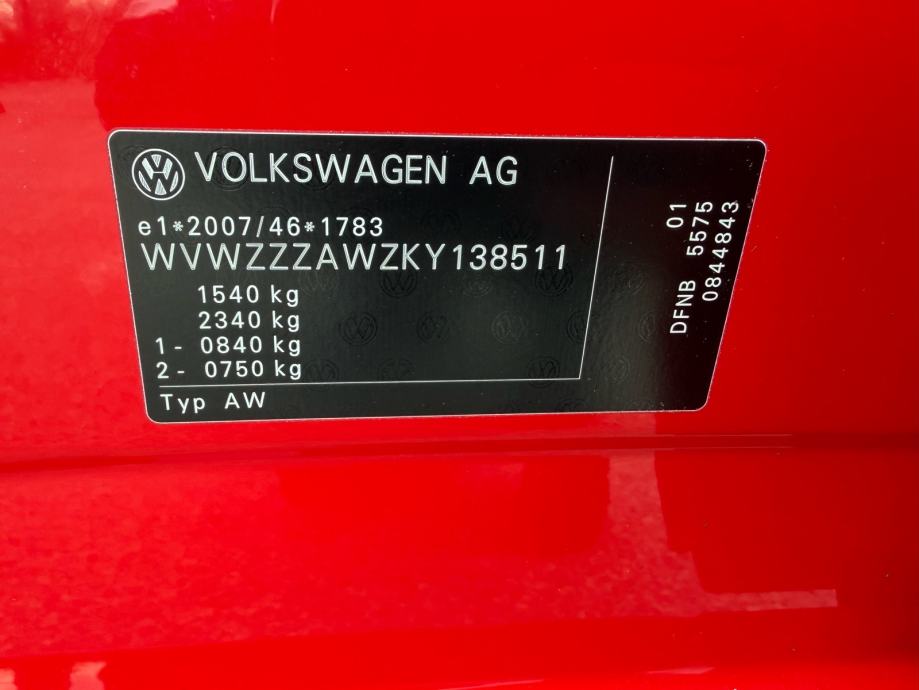 VOLKSWAGEN AG
e1*2007/46*1783
WVWZZZAWZKY138511
1540 kg
2340 kg
1- 0840 kg
2- 0750 kg
Typ AW
DFNB 5575 01
0844843